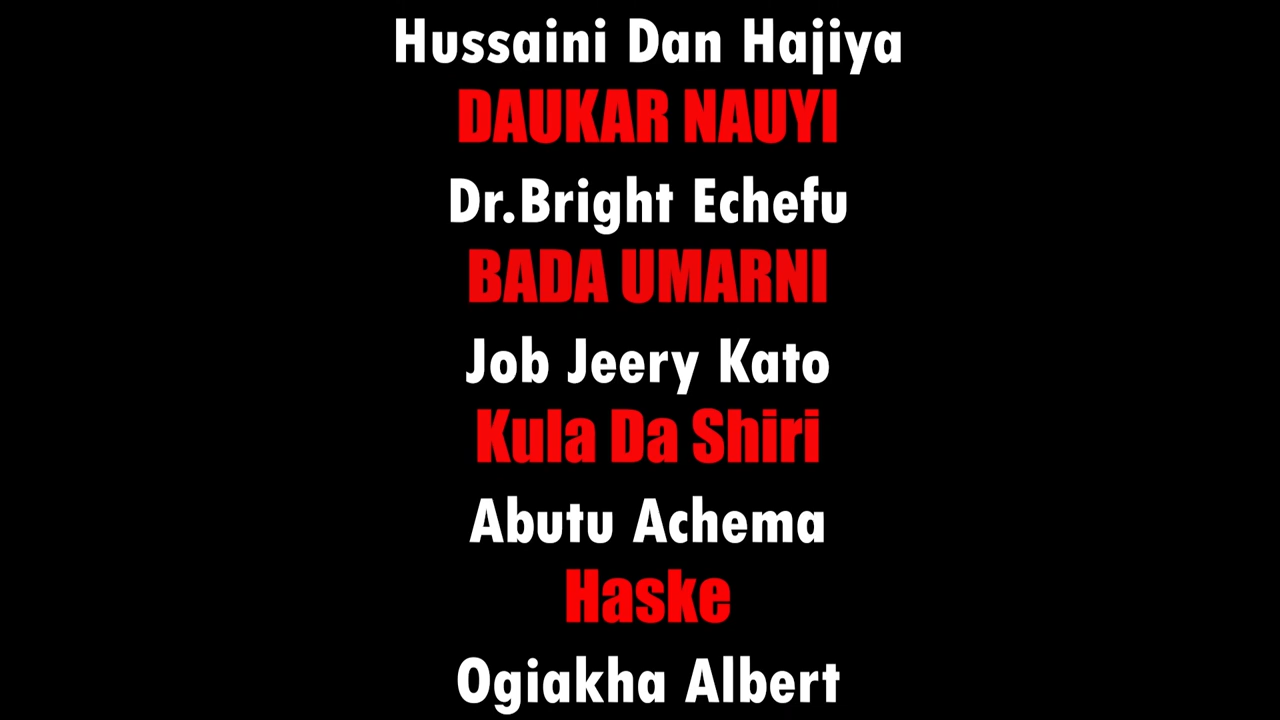 Hussaini Dan Hajiya
DAUKAR NAUYI
Dr.Bright Echefu
BADA UMARNI
Job Jeery Kato
Kula Da Shiri
Abutu Achema
Haske
Ogiakha Albert